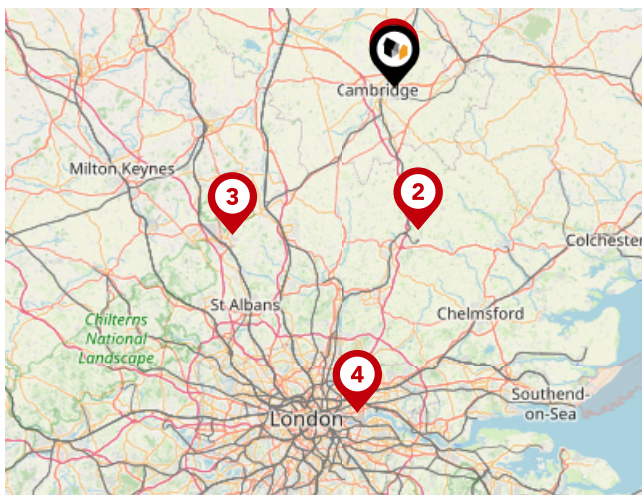 Cambridge
Milton Keynes
3
2
Colchester
St Albans
Chelmsford
Chilterns
National
Landscape
4
Southend-
on-Sea
London